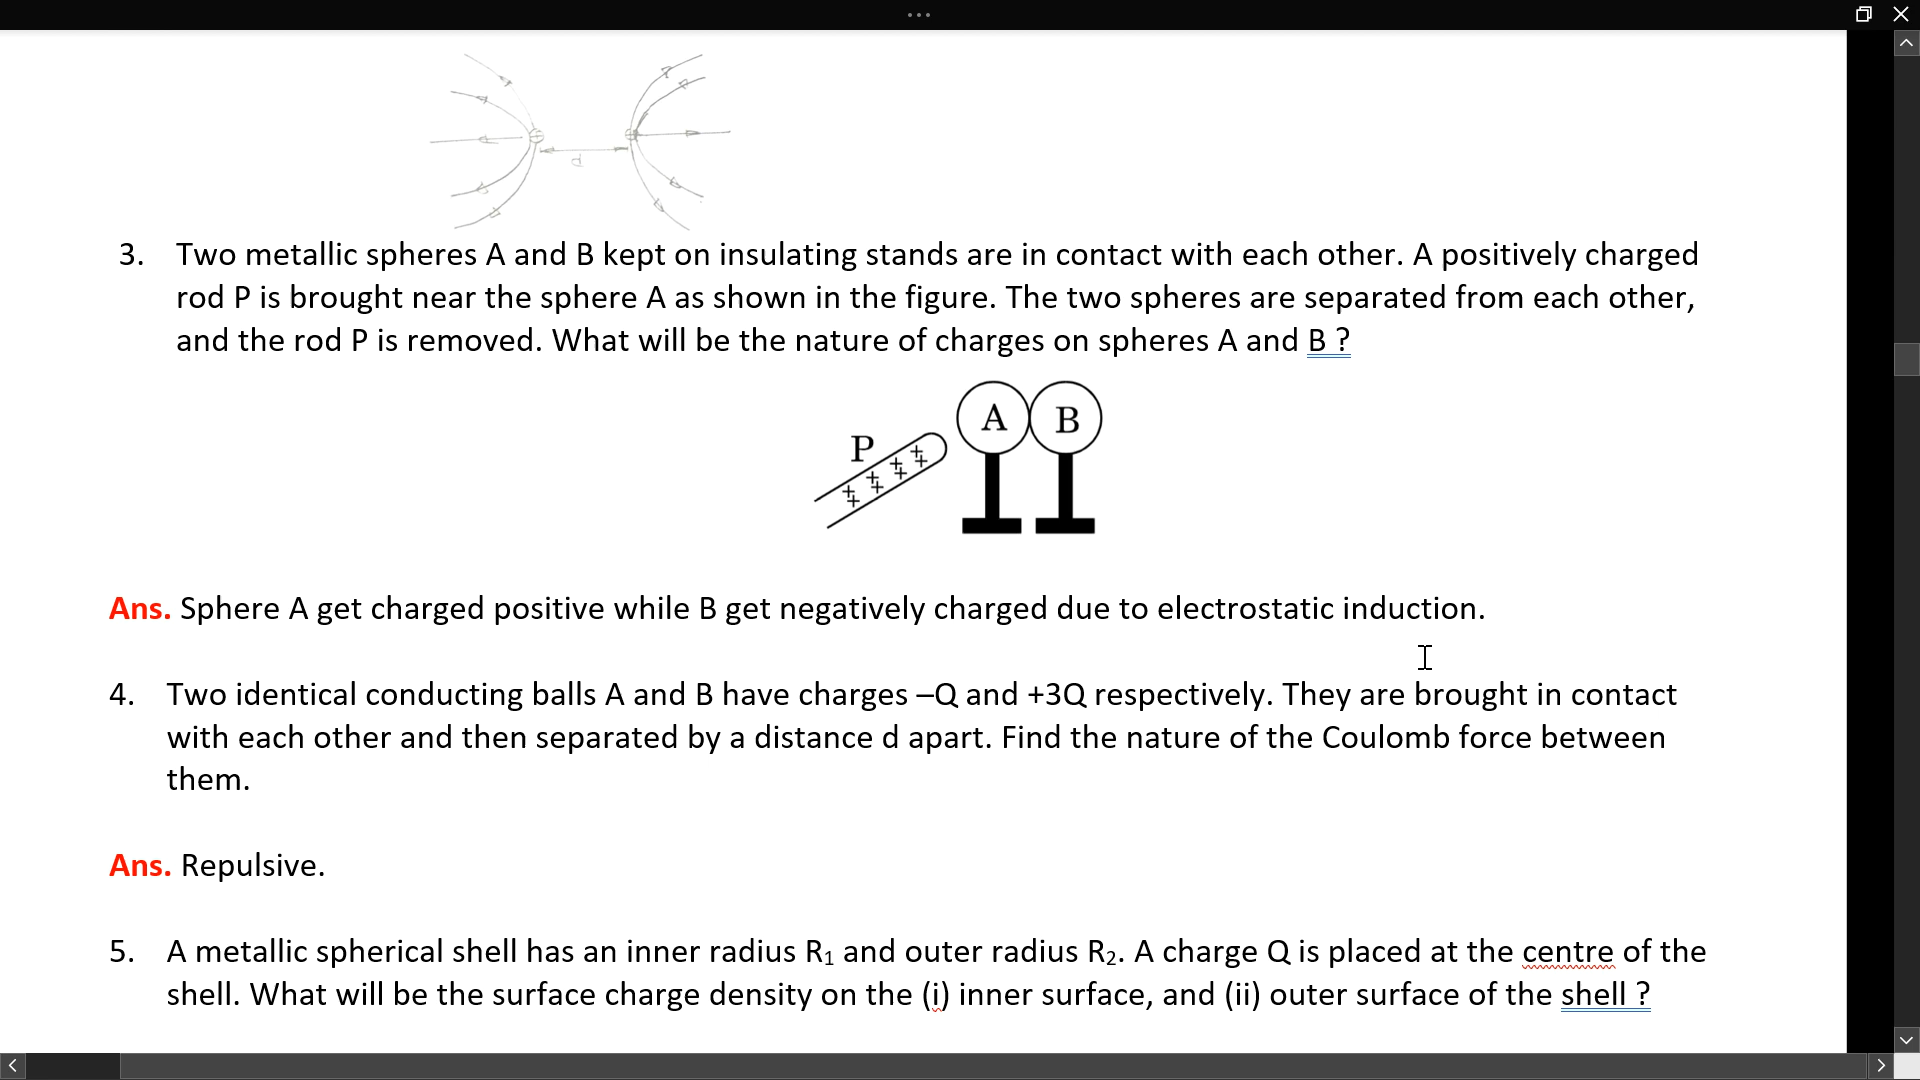 d
3. Two metallic spheres A and B kept on insulating stands are in contact with each other. A positively charged
rod P is brought near the sphere A as shown in the figure. The two spheres are separated from each other,
and the rod P is removed. What will be the nature of charges on spheres A and B ?
A B
P
Ans. Sphere A get charged positive while B get negatively charged due to electrostatic induction.
4. Two identical conducting balls A and B have charges –Q and +3Q respectively. They are brought in contact
with each other and then separated by a distance d apart. Find the nature of the Coulomb force between
them.
Ans. Repulsive.
5. A metallic spherical shell has an inner radius R₁ and outer radius R₂. A charge Q is placed at the centre of the
shell. What will be the surface charge density on the (i) inner surface, and (ii) outer surface of the shell ?